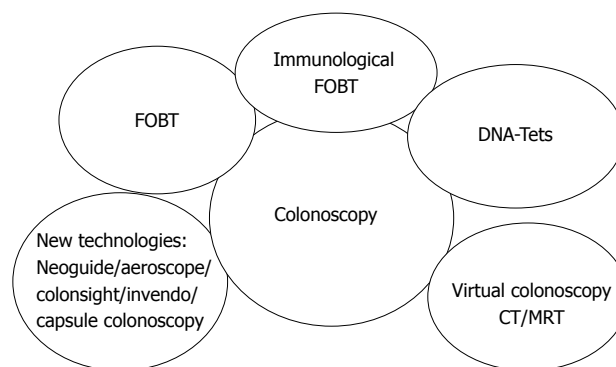 Immunological
FOBT
FOBT
DNA-Tets
Colonoscopy
New technologies:
Neoguide/aeroscope/
colonsight/invendo/
capsule colonoscopy
Virtual colonoscopy
CT/MRT